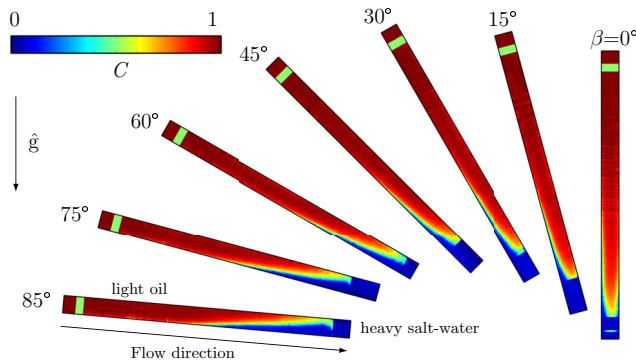 0 1
C
ĝ
85°
75°
60°
45°
30°
15°
β=0°
light oil
heavy salt-water
Flow direction